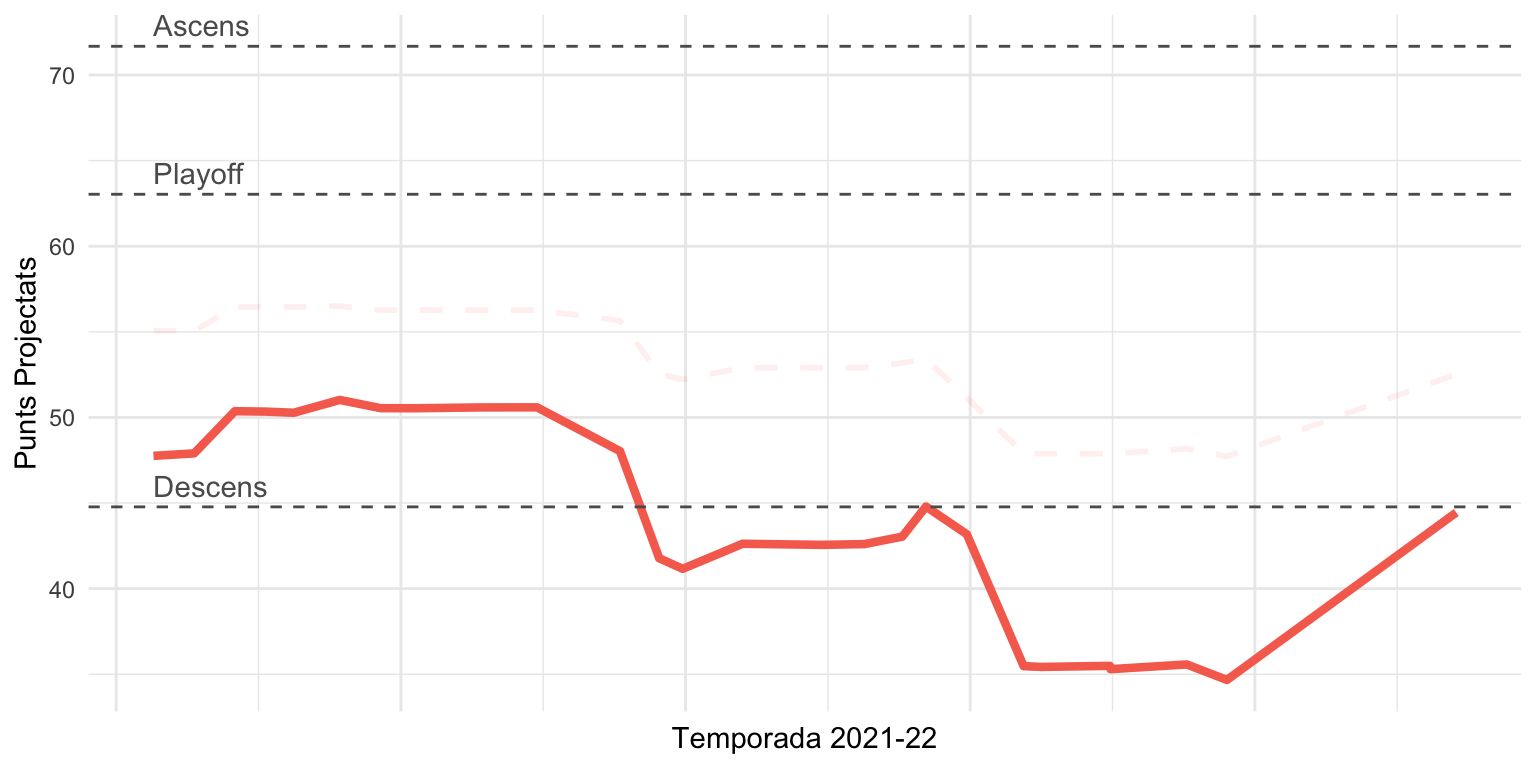 Ascens
70
Playoff
60
50
Descens
40
Punts Projectats
Temporada 2021-22